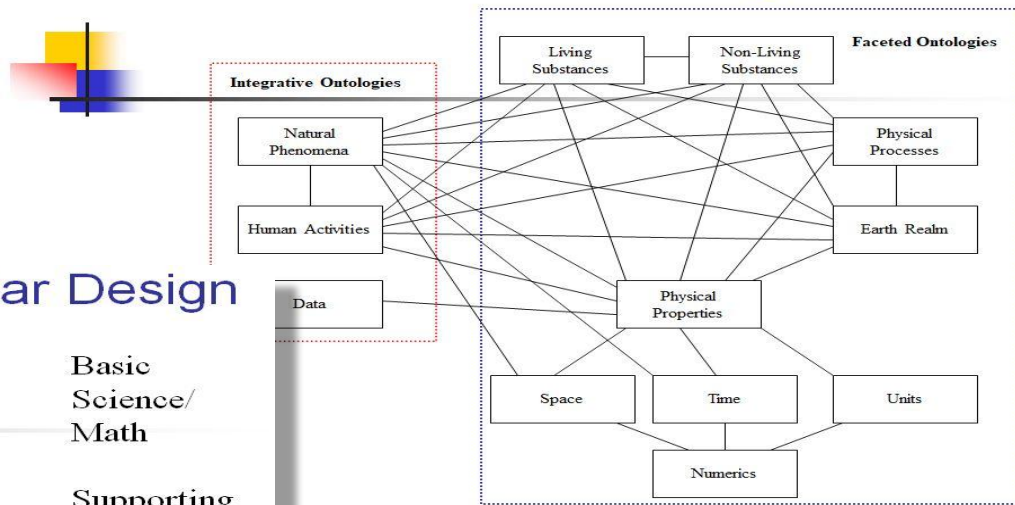 Faceted Ontologies
Living
Substances
Non-Living
Substances
Integrative Ontologies
Natural
Phenomena
Physical
Processes
Human Activities
Earth Realm
ar Design
Data
Physical
Properties
Basic
Science/
Math
Space
Time
Units
Numerics
Supporting